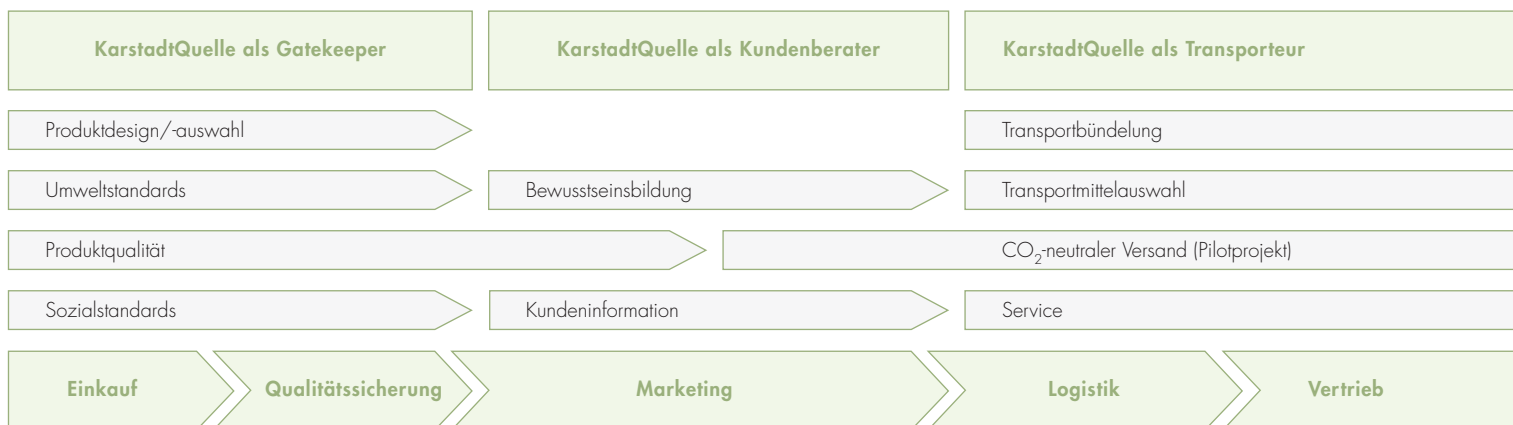 KarstadtQuelle als Gatekeeper
KarstadtQuelle als Kundenberater
KarstadtQuelle als Transporteur
Produktdesign/-auswahl
Transportbündelung
Umweltstandards
Bewusstseinsbildung
Transportmittelauswahl
Produktqualität
CO₂-neutraler Versand (Pilotprojekt)
Sozialstandards
Kundeninformation
Service
Einkauf
Qualitätssicherung
Marketing
Logistik
Vertrieb